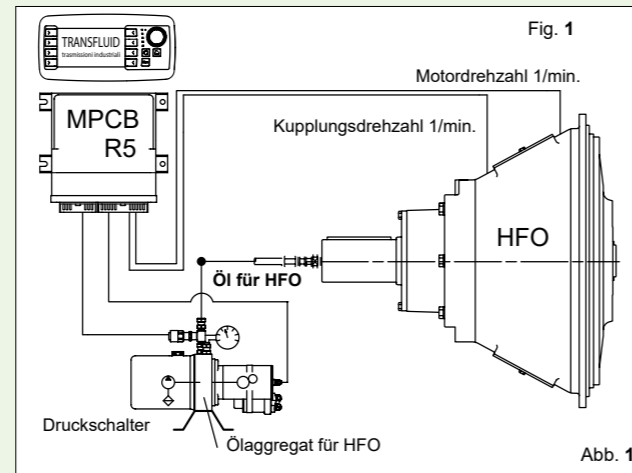 Fig. 1
TRANSFLUID
trasmissioni industriali
Motordrehzahl 1/min.
MPCB
R5
Kupplungsdrehzahl 1/min.
HFO
Öl für HFO
Druckschalter
Ölaggregat für HFO
Abb. 1